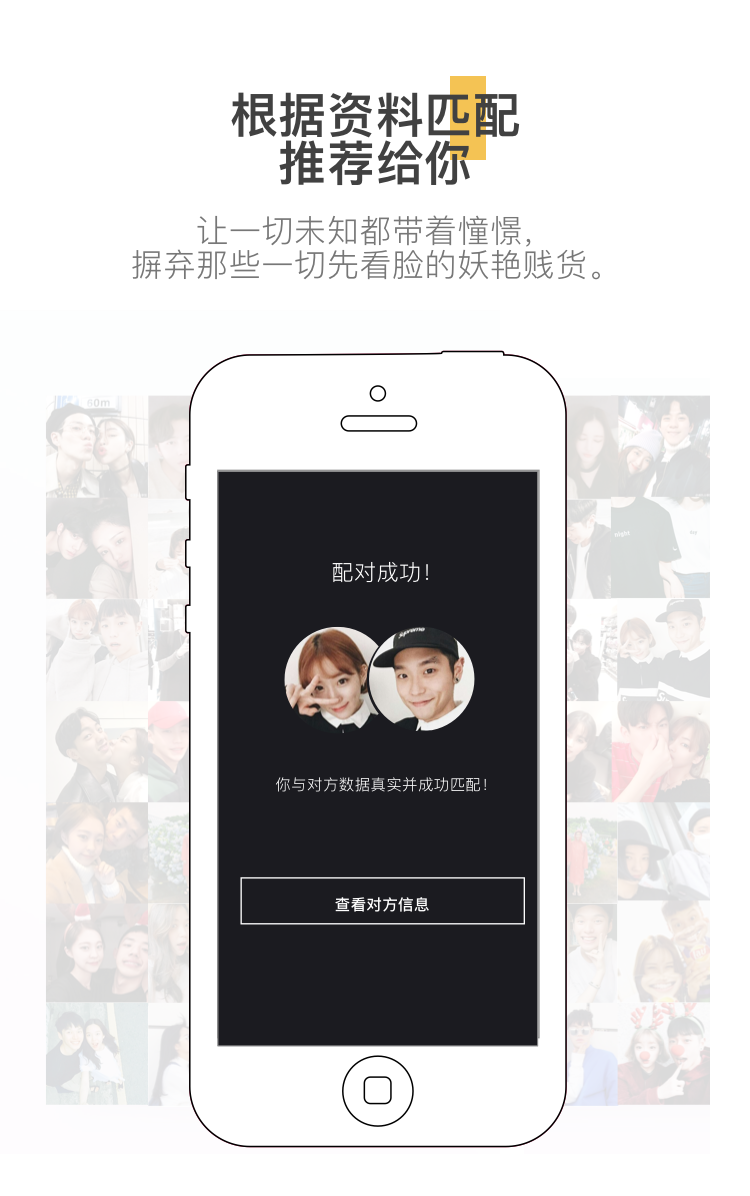 根据资料匹配
推荐给你
让一切未知都带着憧憬，
摒弃那些一切先看脸的妖艳贱货。
60m
配对成功！
Supreme
你与对方数据真实并成功匹配！
查看对方信息